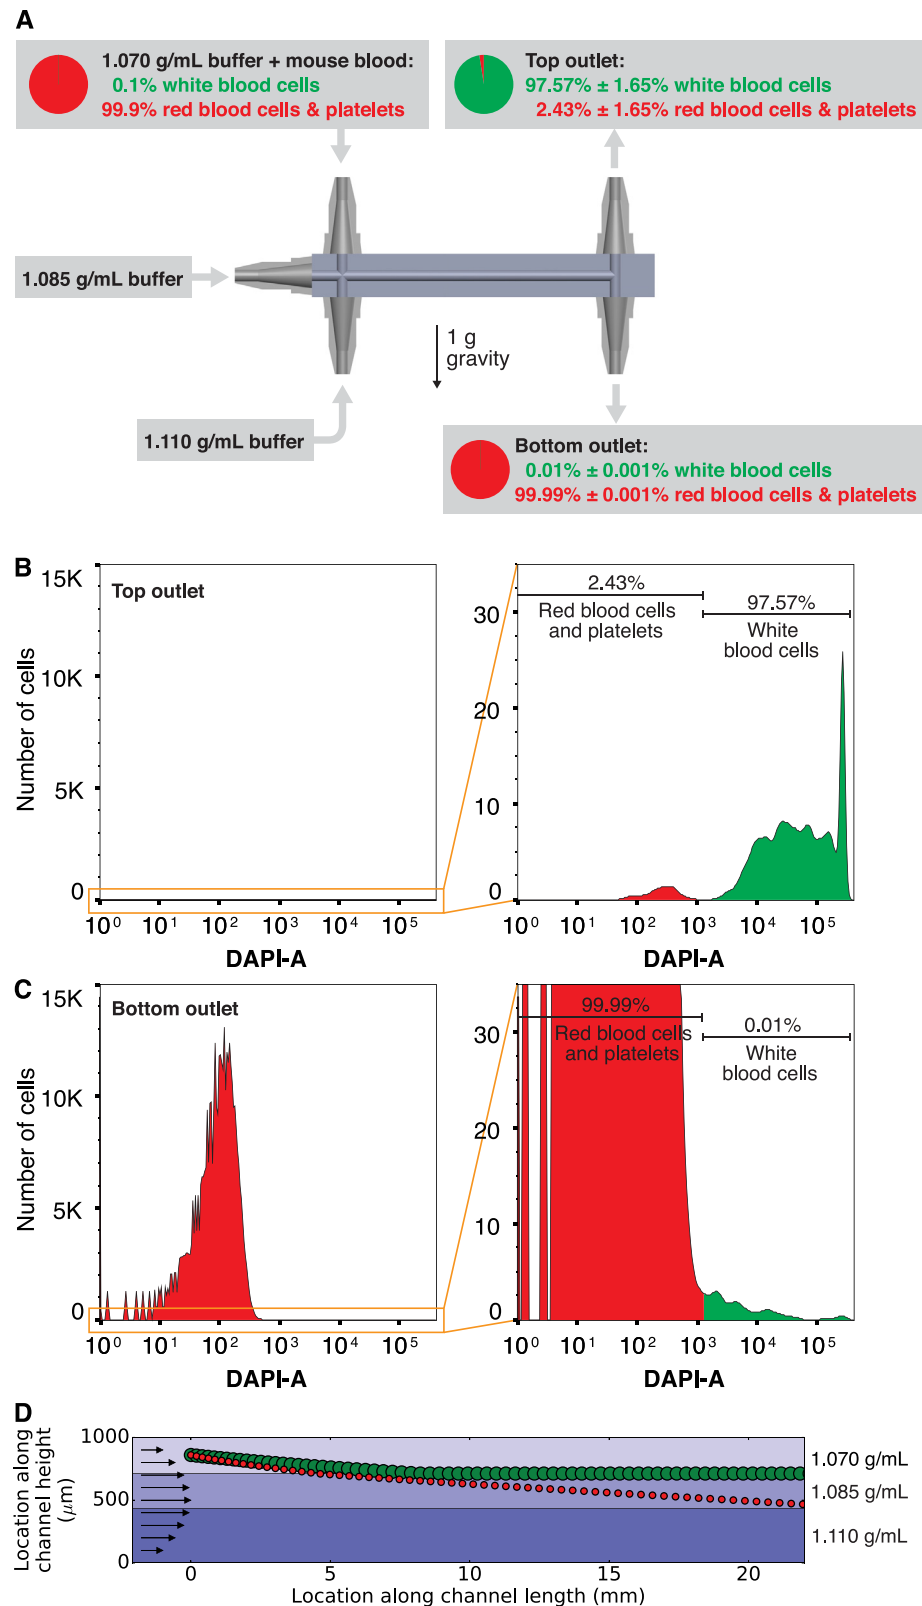 A
1.070 g/mL buffer + mouse blood:
0.1% white blood cells
99.9% red blood cells & platelets
Top outlet:
97.57% ± 1.65% white blood cells
2.43% ± 1.65% red blood cells & platelets
1.085 g/mL buffer
1 g
gravity
1.110 g/mL buffer
Bottom outlet:
0.01% ± 0.001% white blood cells
99.99% ± 0.001% red blood cells & platelets
B
Top outlet
Number of cells
15K
10K
5K
0
10⁰ 10¹ 10² 10³ 10⁴ 10⁵
DAPI-A
2.43%
Red blood cells
and platelets
97.57%
White
blood cells
30
20
10
0
10⁰ 10¹ 10² 10³ 10⁴ 10⁵
DAPI-A
C
Bottom outlet
Number of cells
15K
10K
5K
0
10⁰ 10¹ 10² 10³ 10⁴ 10⁵
DAPI-A
99.99%
Red blood cells
and platelets
0.01%
White
blood cells
30
20
10
0
10⁰ 10¹ 10² 10³ 10⁴ 10⁵
DAPI-A
D
Location along
channel height
(μm)
1000
500
0
1.070 g/mL
1.085 g/mL
1.110 g/mL
0 5 10 15 20
Location along channel length (mm)